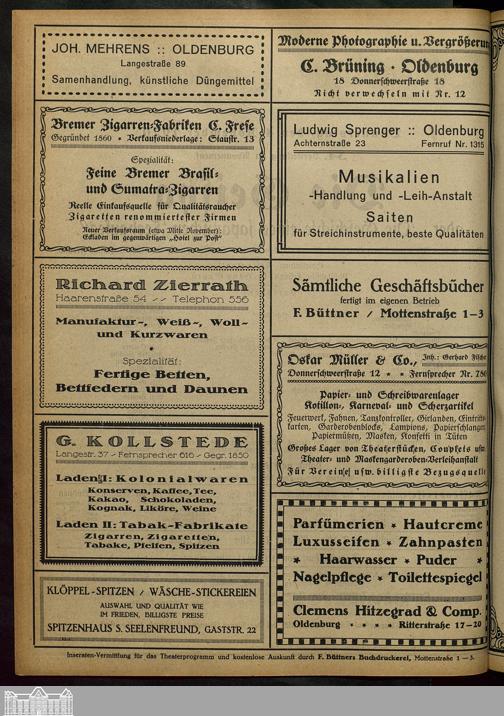 JOH. MEHRENS :: OLDENBURG
Langestraße 89
Samenhandlung, künstliche Düngemittel
Bremer Zigarren-Fabriken C. Frese
Gegründet 1860 • Verkaufsniederlage: Staustr. 13
Spezialität:
Feine Bremer Brasil-
und Sumatra-Zigarren
Reelle Einkaufsquelle für Qualitätsraucher
Zigaretten renommiertester Firmen
Neuer Verkaufsraum (etwa Mitte November):
Eckladen im gegenwärtigen „Hotel zur Post“
Richard Zierrath
Haarenstraße 54 -- Telephon 556
Manufaktur-, Weiß-, Woll-
und Kurzwaren
•
Spezialität:
Fertige Betten,
Bettfedern und Daunen
G. KOLLSTEDE
Langestr. 37 - Fernsprecher 616 - Gegr. 1850
Laden I: Kolonialwaren
Konserven, Kaffee, Tee,
Kakao, Schokoladen,
Kognak, Liköre, Weine
Laden II: Tabak-Fabrikate
Zigarren, Zigaretten,
Tabake, Pfeifen, Spitzen
KLÖPPEL-SPITZEN / WÄSCHE-STICKEREIEN
AUSWAHL UND QUALITÄT WIE
IM FRIEDEN, BILLIGSTE PREISE
SPITZENHAUS S. SEELENFREUND, GASTSTR. 22
Moderne Photographie u. Vergrößerun
C. Brüning · Oldenburg
18 Donnerschweerstraße 18
Nicht verwechseln mit Nr. 12
Ludwig Sprenger :: Oldenburg
Achternstraße 23 Fernruf Nr. 1315
Musikalien
-Handlung und -Leih-Anstalt
Saiten
für Streichinstrumente, beste Qualitäten
Sämtliche Geschäftsbücher
fertigt im eigenen Betrieb
F. Büttner / Mottenstraße 1-3
Oskar Müller & Co., Inh.: Gerhard Fische
Donnerschweerstraße 12 • • Fernsprecher Nr. 780
Papier- und Schreibwarenlager
Kotillon-, Karneval- und Scherzartikel
Feuerwerk, Fahnen, Tanzkontroller, Girlanden, Eintritts-
karten, Garderobenblocks, Lampions, Papierschlangen
Papiermützen, Masken, Konfetti in Tüten
Großes Lager von Theaterstücken, Couplets usw.
Theater- und Maskengarderoben-Verleihanstalt
Für Vereine usw. billigste Bezugsquelle
Parfümerien * Hautcreme
Luxusseifen * Zahnpasten
* Haarwasser * Puder *
Nagelpflege * Toilettespiegel
Clemens Hitzegrad & Comp.
Oldenburg • • • • Ritterstraße 17-20
Inseraten-Vermittlung für das Theaterprogramm und kostenlose Auskunft durch F. Büttners Buchdruckerei, Mottenstraße 1-3.